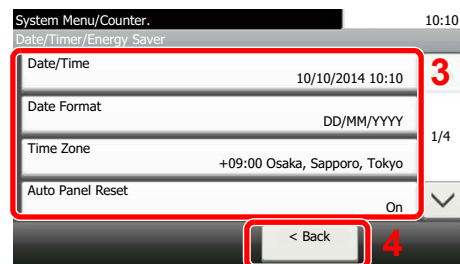 System Menu/Counter.
10:10
Date/Timer/Energy Saver
Date/Time
10/10/2014 10:10
3
Date Format
DD/MM/YYYY
1/4
Time Zone
+09:00 Osaka, Sapporo, Tokyo
Auto Panel Reset
On
< Back
4